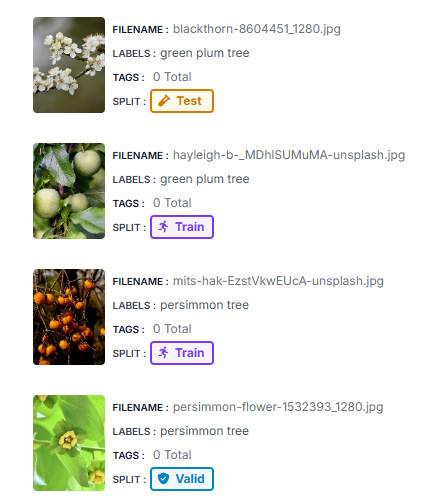 FILENAME : blackthorn-8604451_1280.jpg
LABELS : green plum tree
TAGS : 0 Total
SPLIT : Test
FILENAME : hayleigh-b-_MDhlSUMuMA-unsplash.jpg
LABELS : green plum tree
TAGS : 0 Total
SPLIT : Train
FILENAME : mits-hak-EzstVkwEUcA-unsplash.jpg
LABELS : persimmon tree
TAGS : 0 Total
SPLIT : Train
FILENAME : persimmon-flower-1532393_1280.jpg
LABELS : persimmon tree
TAGS : 0 Total
SPLIT : Valid